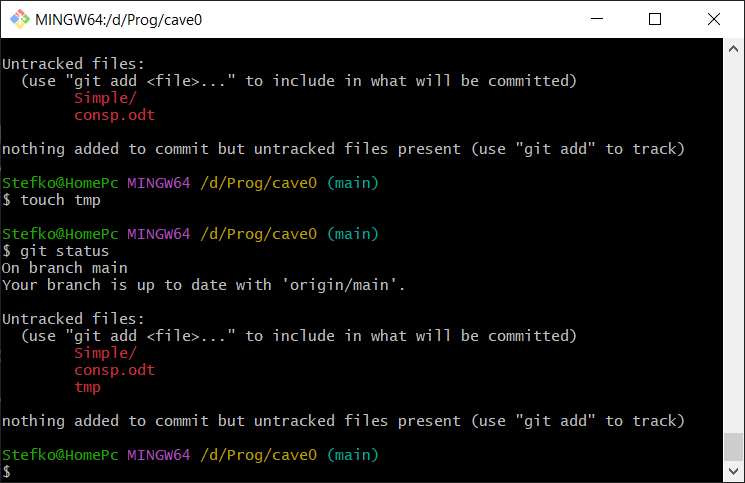 MINGW64:/d/Prog/cave0
Untracked files:
  (use "git add <file>..." to include in what will be committed)
        Simple/
        consp.odt
nothing added to commit but untracked files present (use "git add" to track)
Stefko@HomePc MINGW64 /d/Prog/cave0 (main)
$ touch tmp
Stefko@HomePc MINGW64 /d/Prog/cave0 (main)
$ git status
On branch main
Your branch is up to date with 'origin/main'.
Untracked files:
  (use "git add <file>..." to include in what will be committed)
        Simple/
        consp.odt
        tmp
nothing added to commit but untracked files present (use "git add" to track)
Stefko@HomePc MINGW64 /d/Prog/cave0 (main)
$